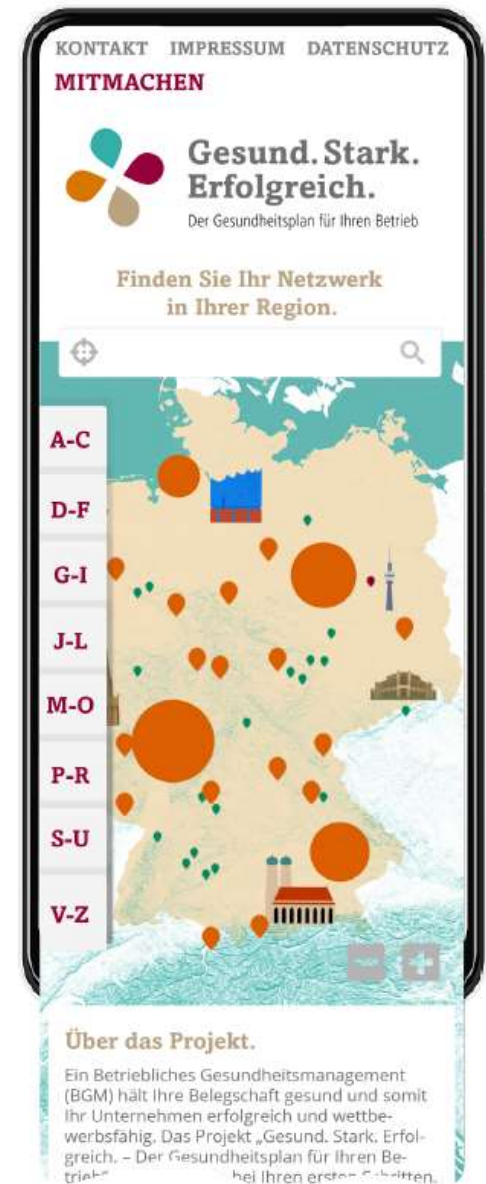 KONTAKT IMPRESSUM DATENSCHUTZ
MITMACHEN
Gesund. Stark.
Erfolgreich.
Der Gesundheitsplan für Ihren Betrieb
Finden Sie Ihr Netzwerk
in Ihrer Region.
A-C
D-F
G-I
J-L
M-O
P-R
S-U
V-Z
Über das Projekt.
Ein Betriebliches Gesundheitsmanagement
(BGM) hält Ihre Belegschaft gesund und somit
Ihr Unternehmen erfolgreich und wettbe-
werbsfähig. Das Projekt „Gesund. Stark. Erfol-
greich. – Der Gesundheitsplan für Ihren Be-
bei Ihren ersten